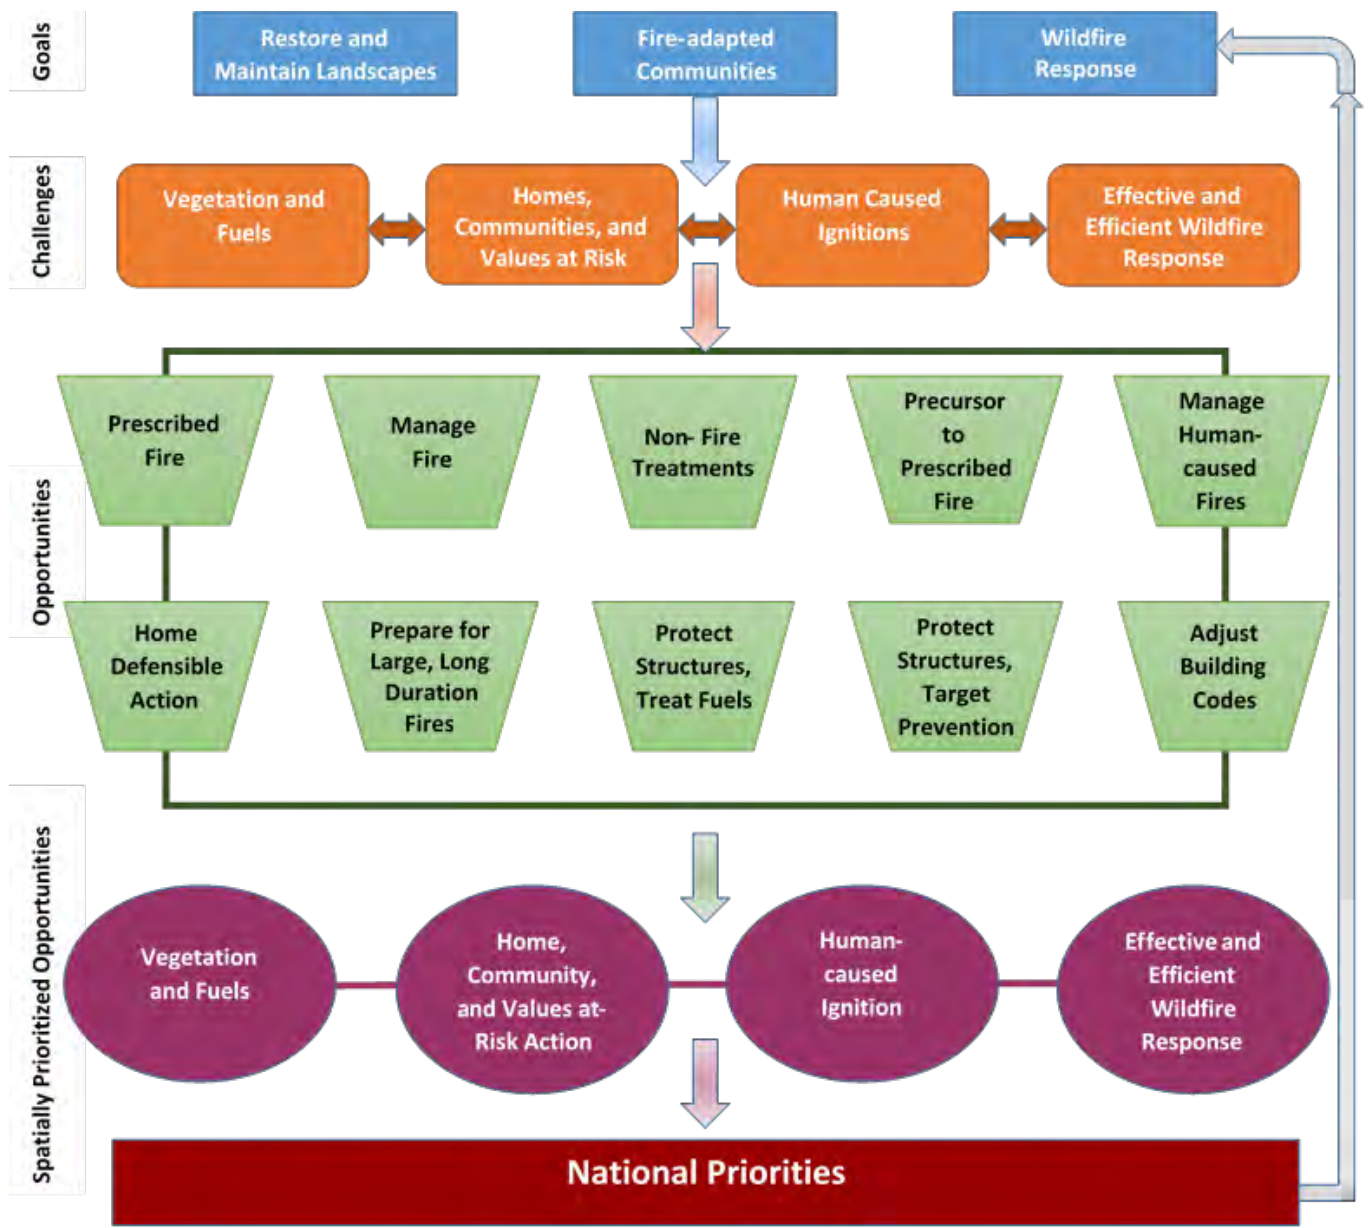 Goals
Restore and
Maintain Landscapes
Fire-adapted
Communities
Wildfire
Response
Challenges
Vegetation and
Fuels
Homes,
Communities, and
Values at Risk
Human Caused
Ignitions
Effective and
Efficient Wildfire
Response
Opportunities
Prescribed
Fire
Manage
Fire
Non- Fire
Treatments
Precursor
to
Prescribed
Fire
Manage
Human-
caused
Fires
Home
Defensible
Action
Prepare for
Large, Long
Duration
Fires
Protect
Structures,
Treat Fuels
Protect
Structures,
Target
Prevention
Adjust
Building
Codes
Spatially Prioritized Opportunities
Vegetation
and Fuels
Home,
Community,
and Values at-
Risk Action
Human-
caused
Ignition
Effective and
Efficient
Wildfire
Response
National Priorities